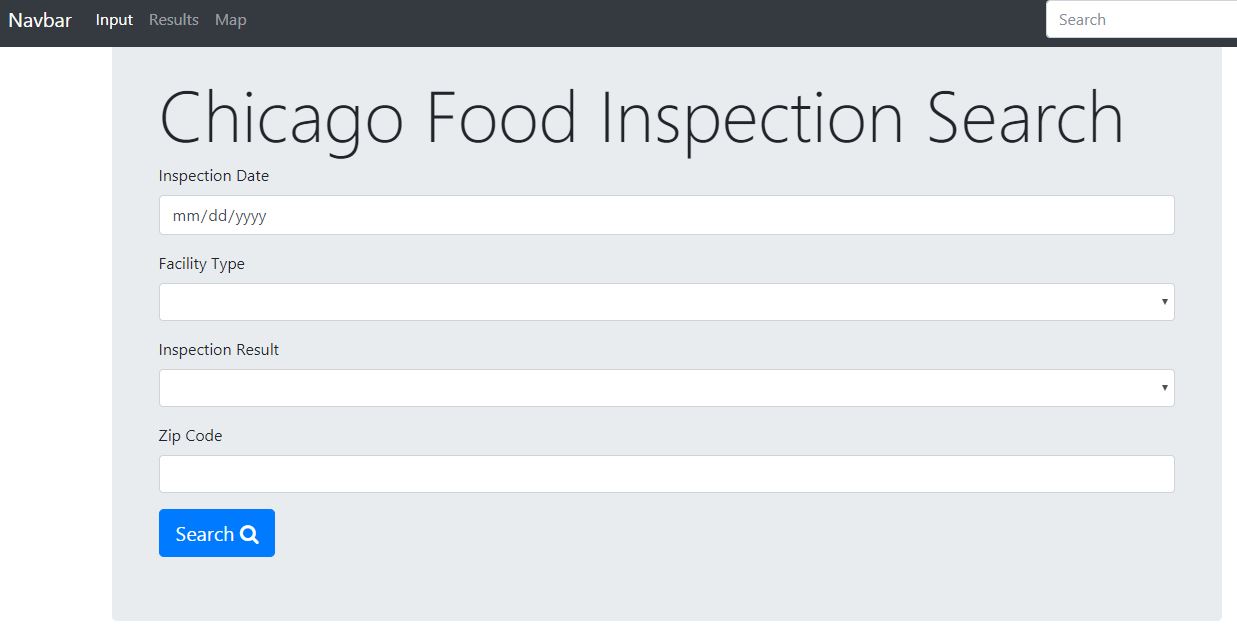 Navbar Input Results Map Search
Chicago Food Inspection Search
Inspection Date
mm/dd/yyyy
Facility Type
Inspection Result
Zip Code
Search